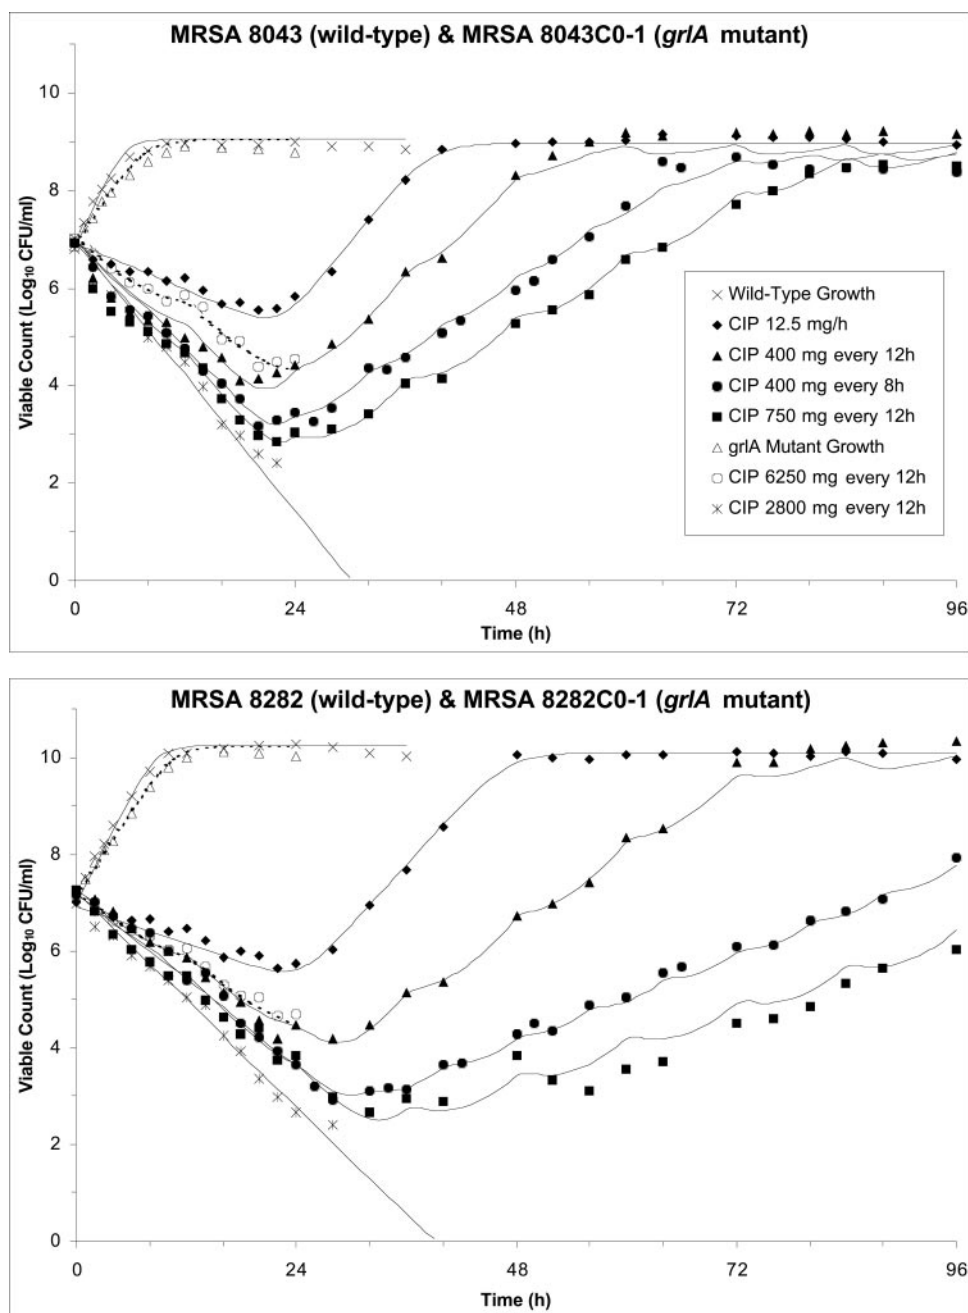 MRSA 8043 (wild-type) & MRSA 8043C0-1 (grlA mutant)
10
8
6
4
2
0
Viable Count (Log₁₀ CFU/ml)
Wild-Type Growth
CIP 12.5 mg/h
CIP 400 mg every 12h
CIP 400 mg every 8h
CIP 750 mg every 12h
grlA Mutant Growth
CIP 6250 mg every 12h
CIP 2800 mg every 12h
0 24 48 72 96
Time (h)
MRSA 8282 (wild-type) & MRSA 8282C0-1 (grlA mutant)
10
8
6
4
2
0
Viable Count (Log₁₀ CFU/ml)
0 24 48 72 96
Time (h)